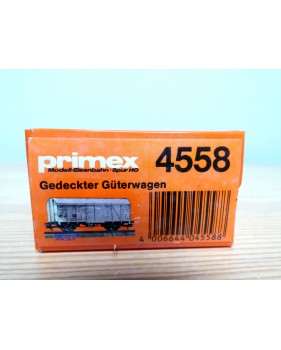 primex
4558
Modell-Eisenbahn · Spur HO
Gedeckter Güterwagen
4 006644 045588